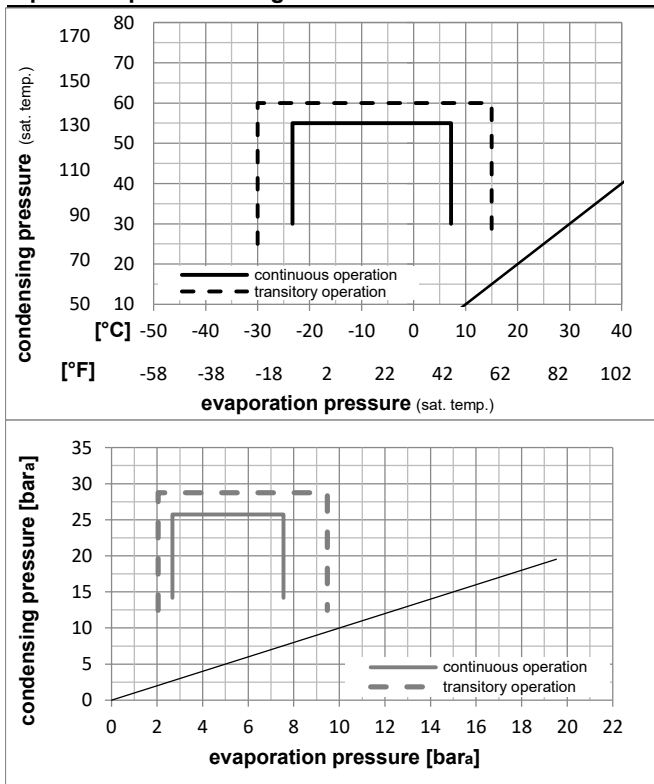 170 80
70
150
60
130
50
110
40
90
30
70
20
50 10
condensing pressure (sat. temp.)
continuous operation
transitory operation
[°C] -50 -40 -30 -20 -10 0 10 20 30 40
[°F] -58 -38 -18 2 22 42 62 82 102
evaporation pressure (sat. temp.)
35
30
25
20
15
10
5
0
condensing pressure [bara]
continuous operation
transitory operation
0 2 4 6 8 10 12 14 16 18 20 22
evaporation pressure [bara]